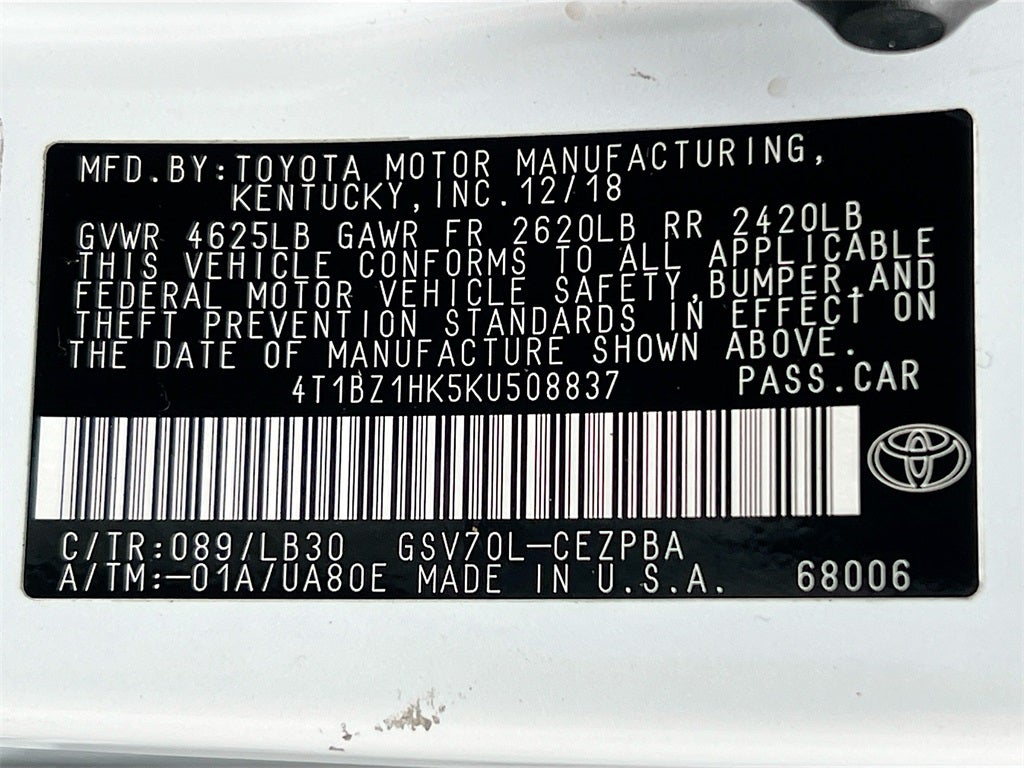 MFD.BY:TOYOTA MOTOR MANUFACTURING,
KENTUCKY,INC.12/18
GVWR 4625LB GAWR FR 2620LB RR 2420LB
THIS VEHICLE CONFORMS TO ALL APPLICABLE
FEDERAL MOTOR VEHICLE SAFETY,BUMPER,AND
THEFT PREVENTION STANDARDS IN EFFECT ON
THE DATE OF MANUFACTURE SHOWN ABOVE.
4T1BZ1HK5KU508837 PASS.CAR
C/TR:089/LB30 GSV70L-CEZPBA
A/TM:-01A/UA80E MADE IN U.S.A. 68006